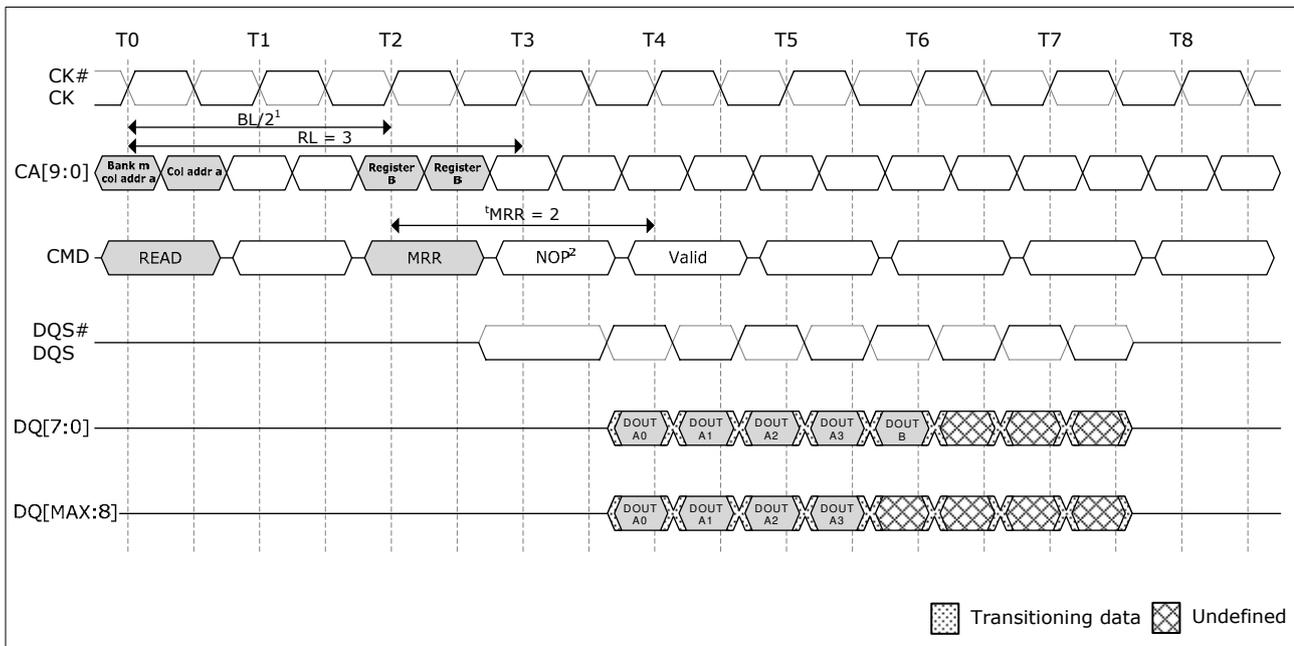 T0 T1 T2 T3 T4 T5 T6 T7 T8
CK#
CK
BL/2¹
RL = 3
CA[9:0]
Bank m
col addr a
Col addr a
Register
B
Register
B
ᵗMRR = 2
CMD
READ
MRR
NOP²
Valid
DQS#
DQS
DQ[7:0]
DOUT
A0
DOUT
A1
DOUT
A2
DOUT
A3
DOUT
B
DQ[MAX:8]
DOUT
A0
DOUT
A1
DOUT
A2
DOUT
A3
Transitioning data
Undefined